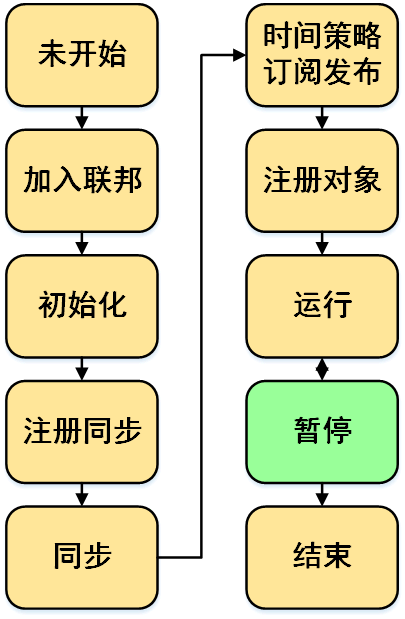 未开始
加入联邦
初始化
注册同步
同步
时间策略
订阅发布
注册对象
运行
暂停
结束